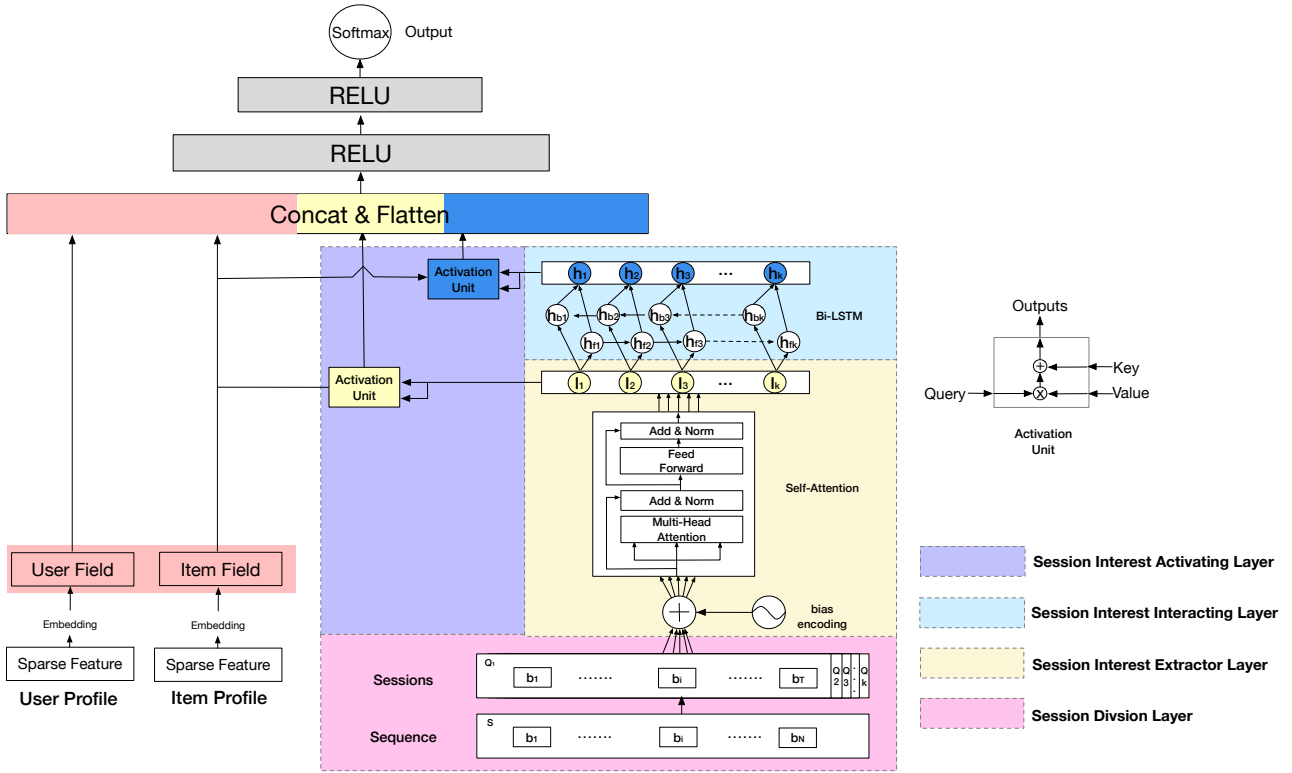 Softmax Output
RELU
RELU
Concat & Flatten
Activation
Unit
h1 h2 h3 ... hk
hb1 hb2 hb3 hbk
Bi-LSTM
hf1 hf2 hf3 hfk
Activation
Unit
I1 I2 I3 ... Ik
Add & Norm
Feed
Forward
Self-Attention
Add & Norm
Multi-Head
Attention
User Field Item Field
bias
encoding
Embedding Embedding
Sparse Feature Sparse Feature
User Profile Item Profile
Sessions
Q1
b1 ....... bi ....... bT
Q2 Q3 ... Qk
Sequence
S
b1 ....... bi ....... bN
Outputs
+
Key
Query
X
Value
Activation
Unit
Session Interest Activating Layer
Session Interest Interacting Layer
Session Interest Extractor Layer
Session Divsion Layer